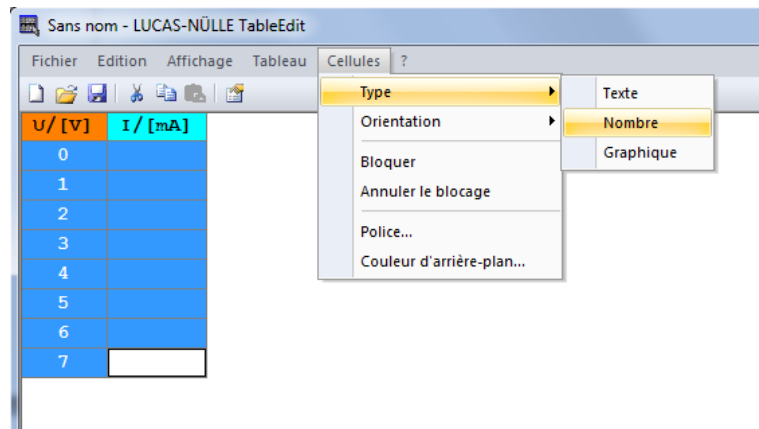 Sans nom - LUCAS-NÜLLE TableEdit
Fichier Edition Affichage Tableau Cellules ?
Type
Texte
Orientation
Nombre
Graphique
Bloquer
Annuler le blocage
Police...
Couleur d'arrière-plan...
U/[V] I/[mA]
0
1
2
3
4
5
6
7